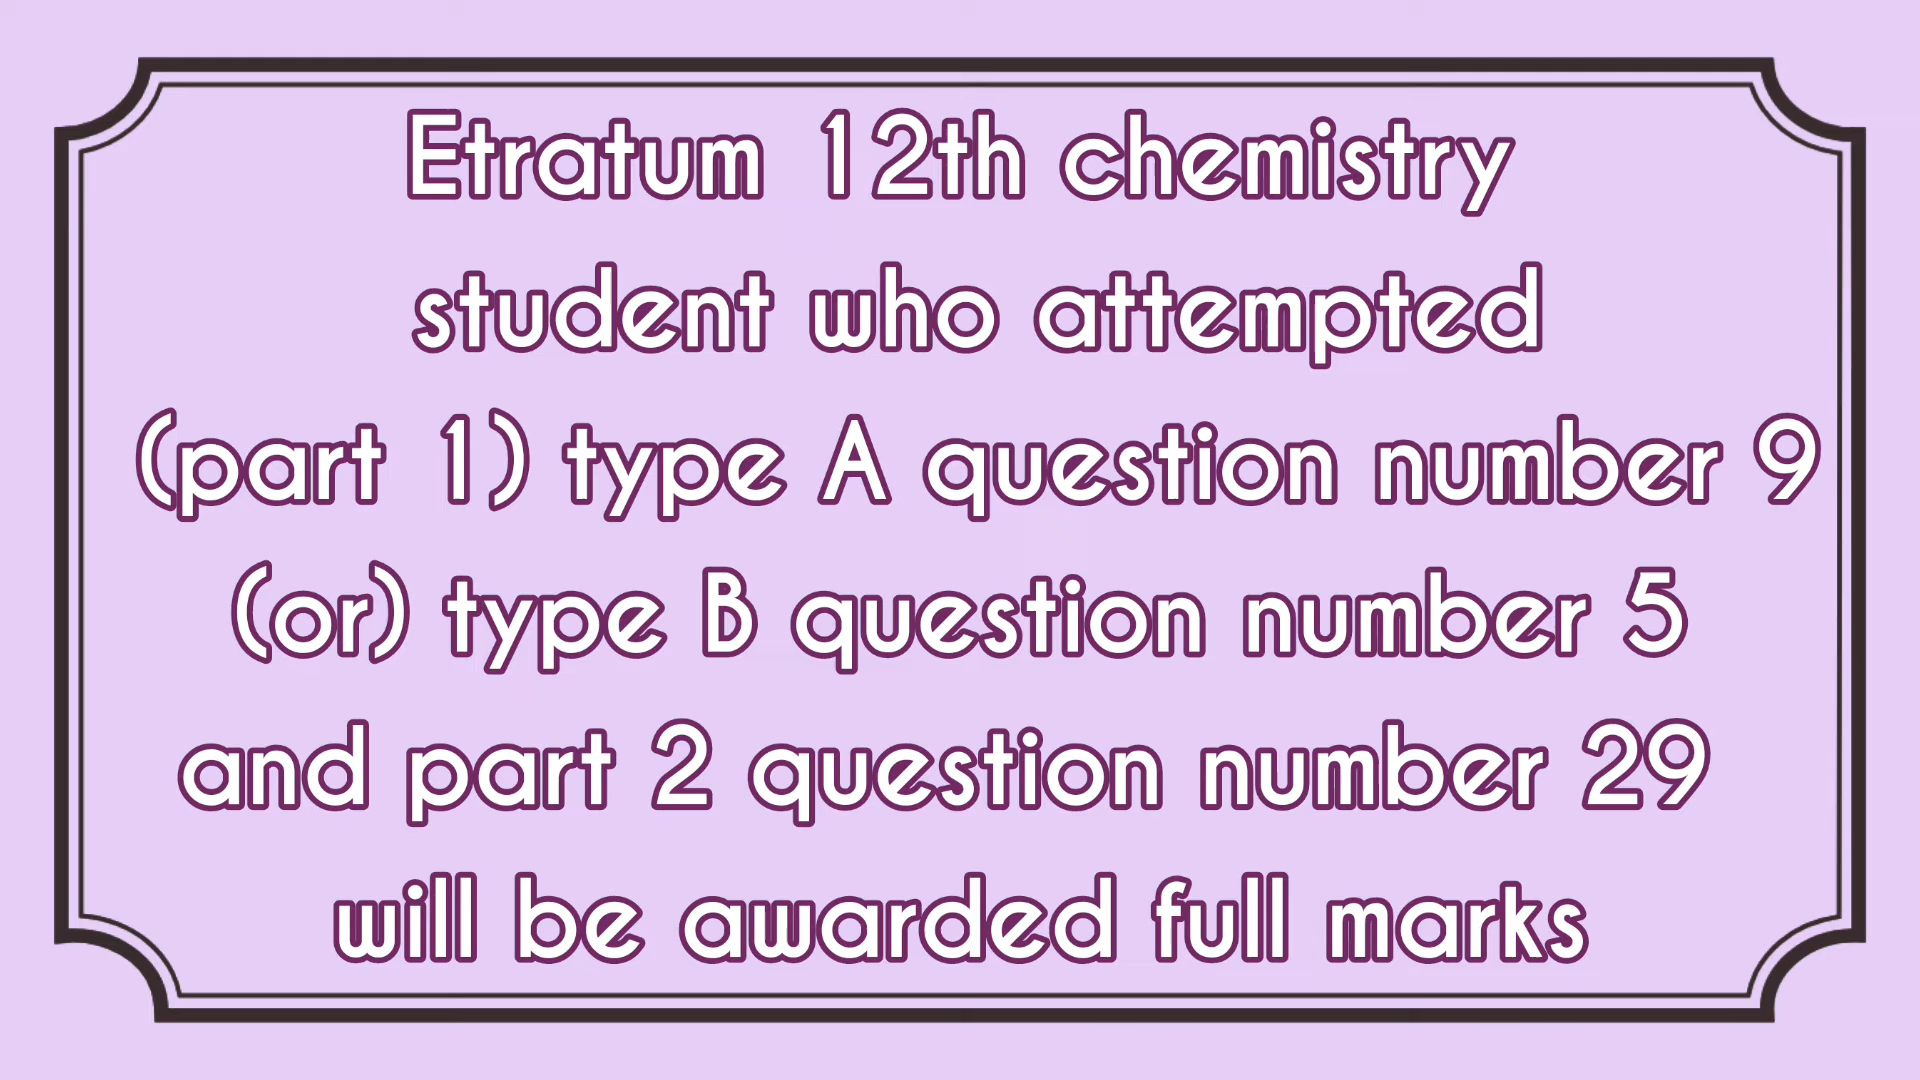 Etratum 12th chemistry
student who attempted
(part 1) type A question number 9
(or) type B question number 5
and part 2 question number 29
will be awarded full marks